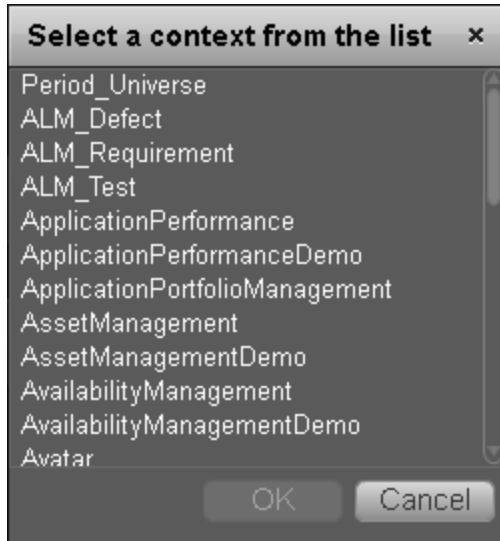 Select a context from the list ×
Period_Universe
ALM_Defect
ALM_Requirement
ALM_Test
ApplicationPerformance
ApplicationPerformanceDemo
ApplicationPortfolioManagement
AssetManagement
AssetManagementDemo
AvailabilityManagement
AvailabilityManagementDemo
Avatar
OK Cancel